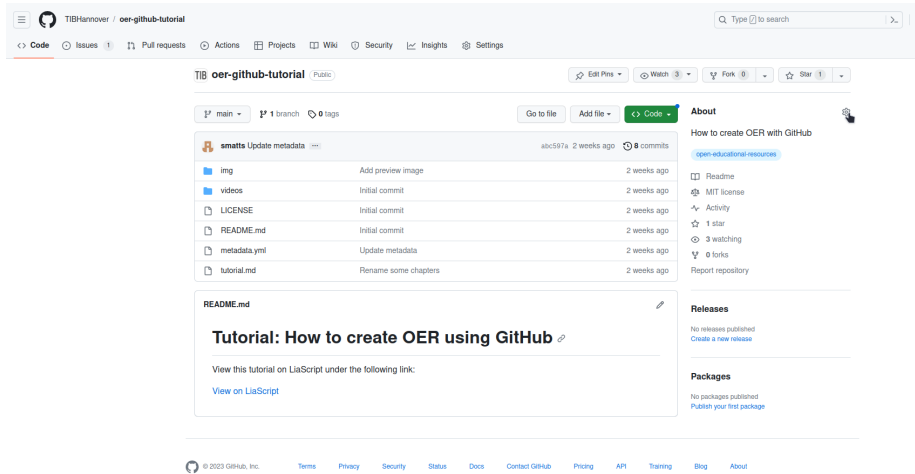 TIBHannover / oer-github-tutorial
Type / to search
Code Issues 1 Pull requests Actions Projects Wiki Security Insights Settings
TIB oer-github-tutorial Public
Edit Pins Watch 3 Fork 0 Star 1
main 1 branch 0 tags Go to file Add file Code
About
How to create OER with GitHub
open-educational-resources
Readme
MIT license
Activity
1 star
3 watching
0 forks
Report repository
smatts Update metadata abc597a 2 weeks ago 8 commits
img Add preview image 2 weeks ago
videos Initial commit 2 weeks ago
LICENSE Initial commit 2 weeks ago
README.md Initial commit 2 weeks ago
metadata.yml Update metadata 2 weeks ago
tutorial.md Rename some chapters 2 weeks ago
README.md
Tutorial: How to create OER using GitHub
View this tutorial on LiaScript under the following link:
View on LiaScript
Releases
No releases published
Create a new release
Packages
No packages published
Publish your first package
© 2023 GitHub, Inc. Terms Privacy Security Status Docs Contact GitHub Pricing API Training Blog About